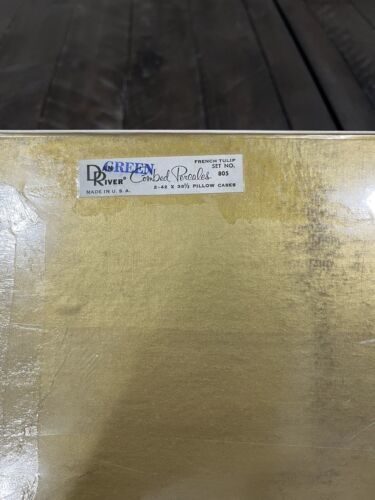 DAN RIVER® GREEN Combed Percales
FRENCH TULIP
SET NO.
805
MADE IN U.S.A.
2-42 X 38½ PILLOW CASES